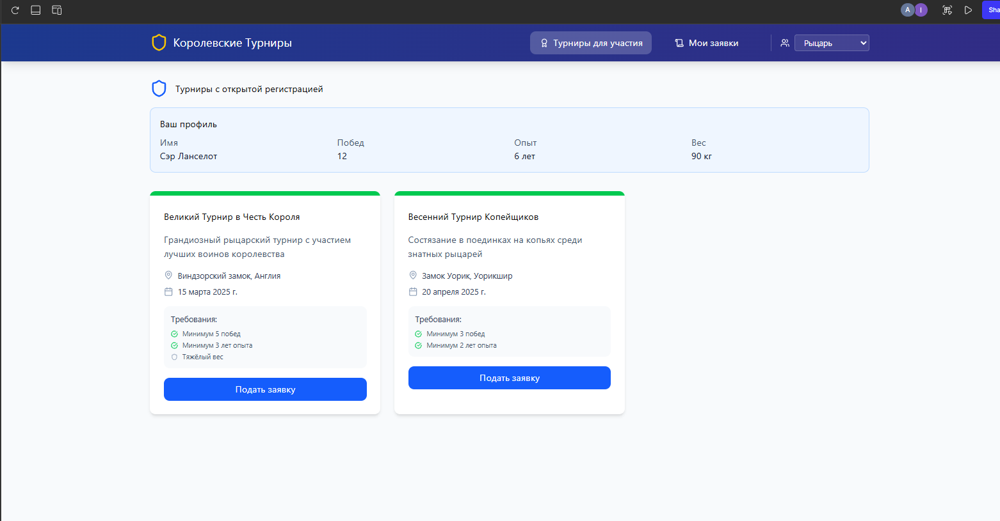 A I
Sha
Королевские Турниры
Турниры для участия
Мои заявки
Рыцарь
Турниры с открытой регистрацией
Ваш профиль
Имя
Побед
Опыт
Вес
Сэр Ланселот
12
6 лет
90 кг
Великий Турнир в Честь Короля
Грандиозный рыцарский турнир с участием
лучших воинов королевства
Виндзорский замок, Англия
15 марта 2025 г.
Требования:
Минимум 5 побед
Минимум 3 лет опыта
Тяжёлый вес
Подать заявку
Весенний Турнир Копейщиков
Состязание в поединках на копьях среди
знатных рыцарей
Замок Уорик, Уорикшир
20 апреля 2025 г.
Требования:
Минимум 3 побед
Минимум 2 лет опыта
Подать заявку